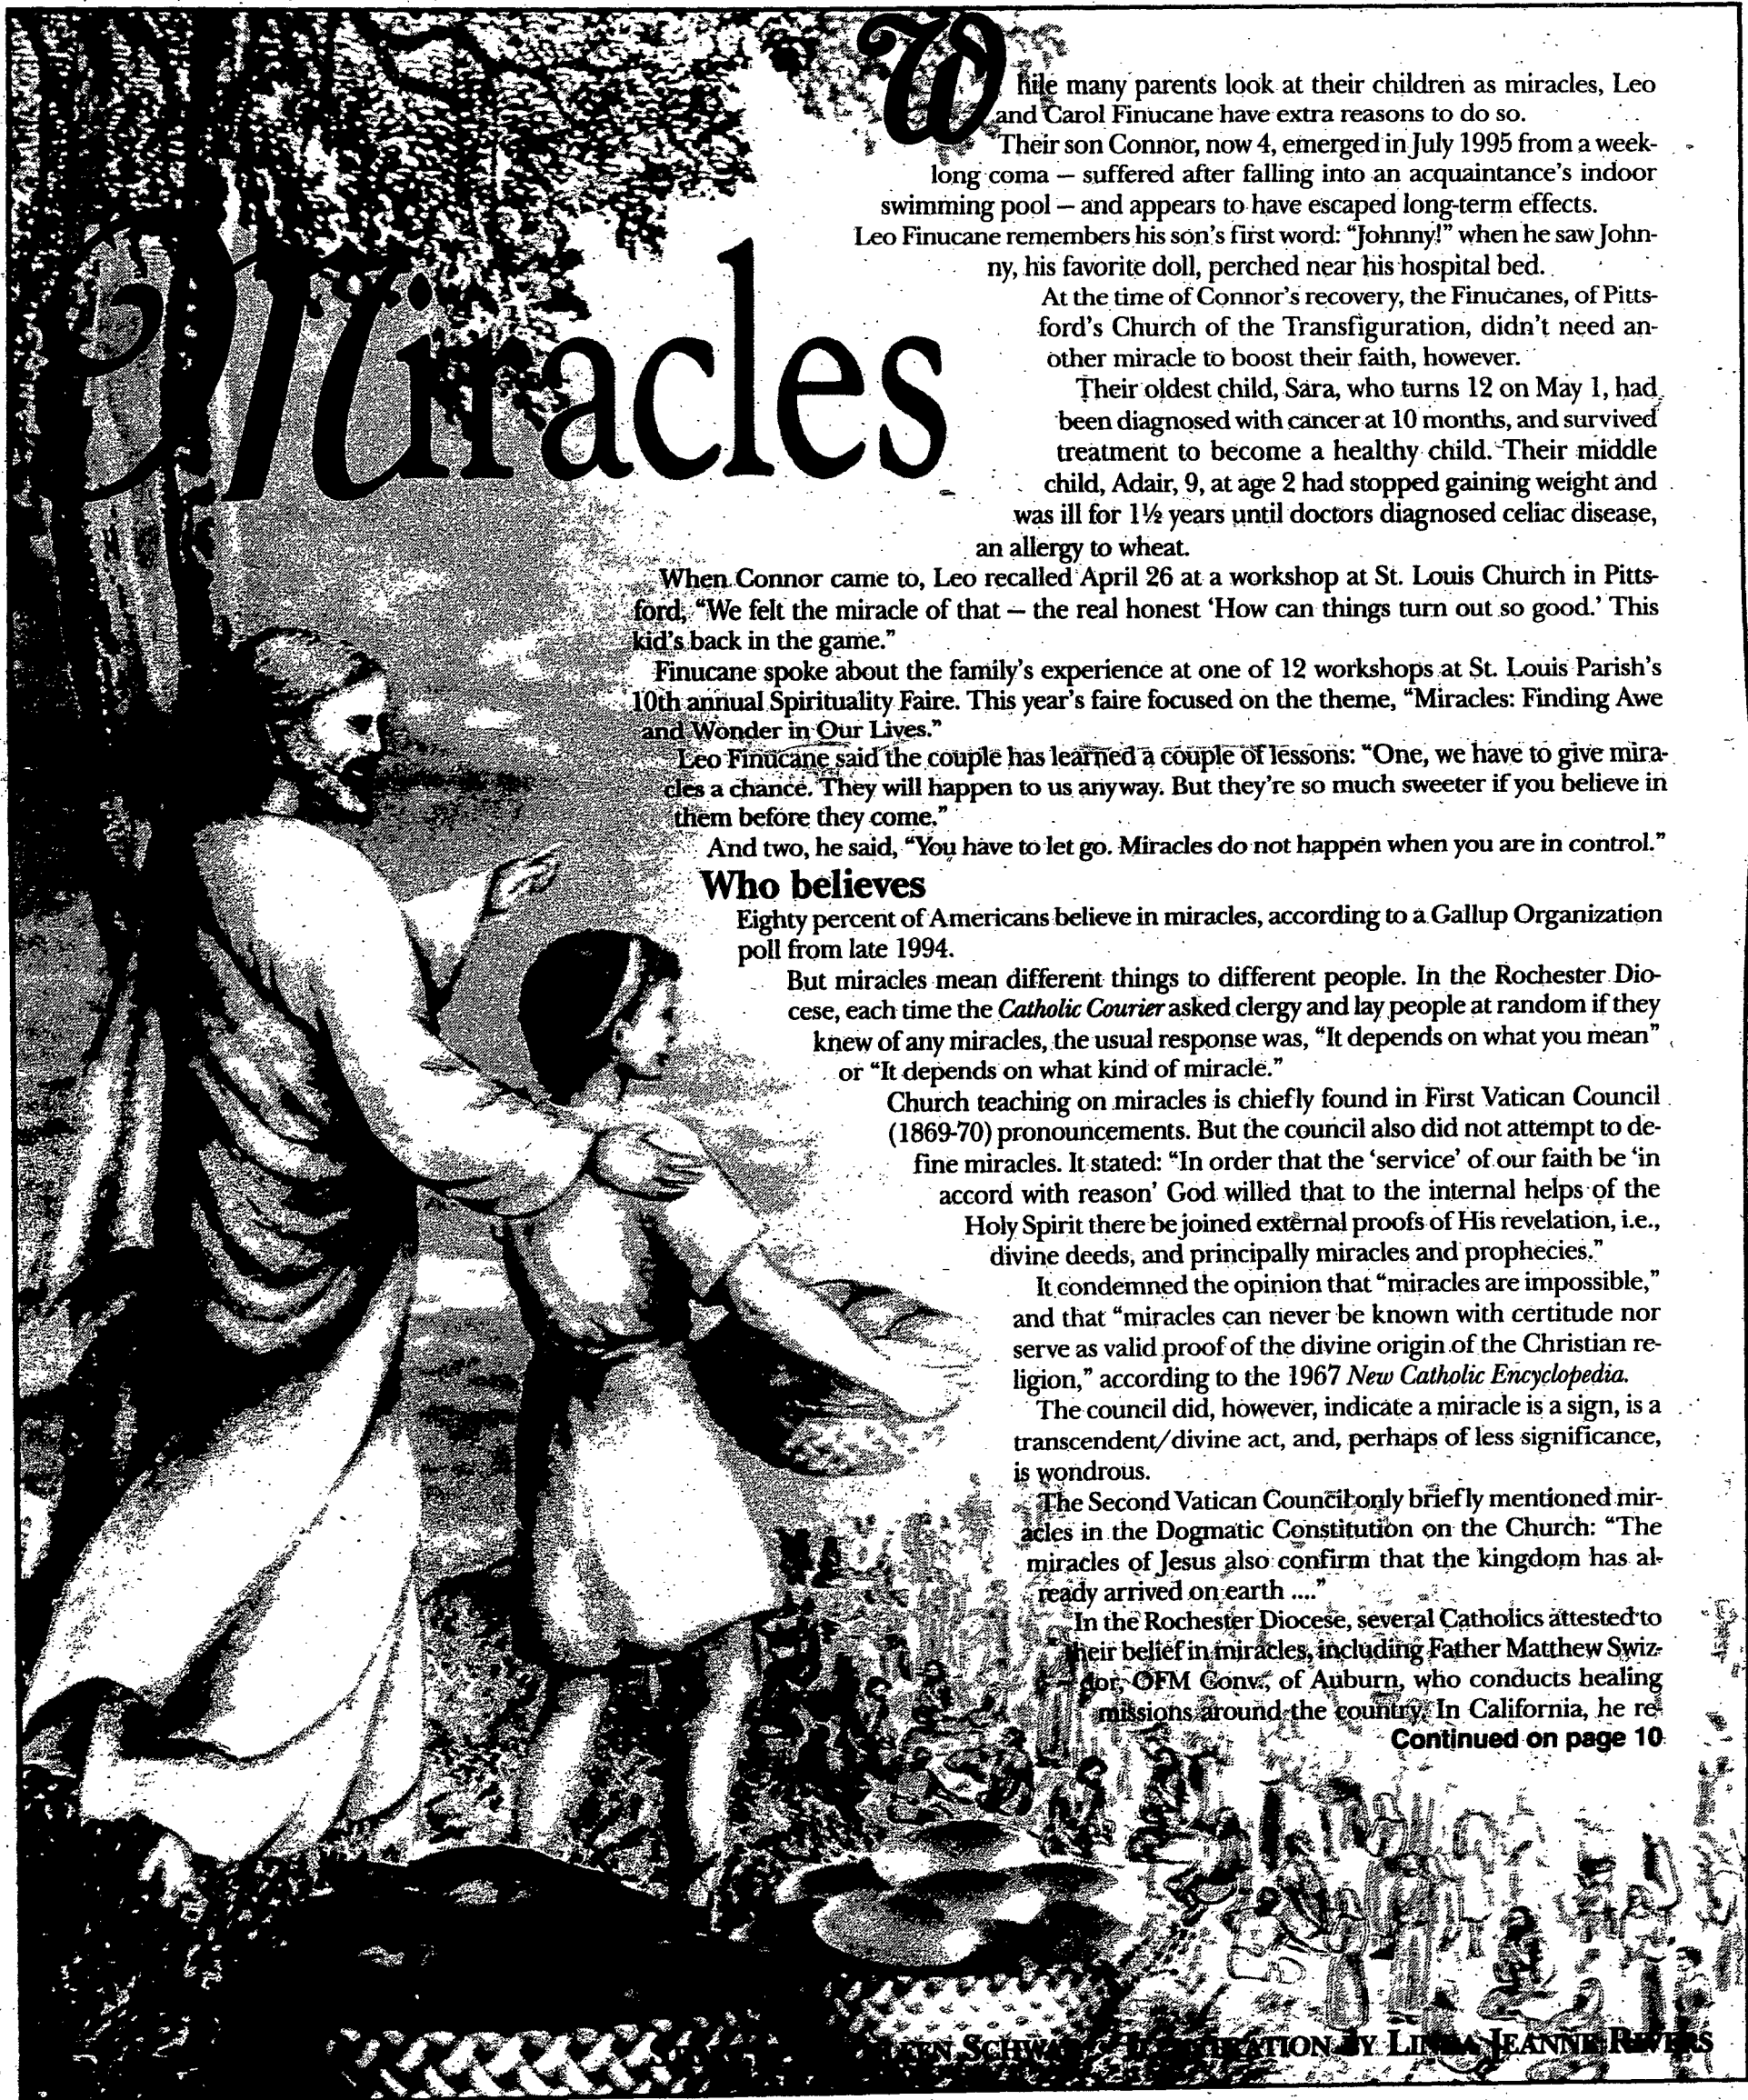 Miracles
While many parents look at their children as miracles, Leo
and Carol Finucane have extra reasons to do so.
Their son Connor, now 4, emerged in July 1995 from a week-
long coma – suffered after falling into an acquaintance's indoor
swimming pool – and appears to have escaped long-term effects.
Leo Finucane remembers his son's first word: "Johnny!" when he saw John-
ny, his favorite doll, perched near his hospital bed.
At the time of Connor's recovery, the Finucanes, of Pitts-
ford's Church of the Transfiguration, didn't need an-
other miracle to boost their faith, however.
Their oldest child, Sara, who turns 12 on May 1, had
been diagnosed with cancer at 10 months, and survived
treatment to become a healthy child. Their middle
child, Adair, 9, at age 2 had stopped gaining weight and
was ill for 1½ years until doctors diagnosed celiac disease,
an allergy to wheat.
When Connor came to, Leo recalled April 26 at a workshop at St. Louis Church in Pitts-
ford, "We felt the miracle of that – the real honest 'How can things turn out so good.' This
kid's back in the game."
Finucane spoke about the family's experience at one of 12 workshops at St. Louis Parish's
10th annual Spirituality Faire. This year's faire focused on the theme, "Miracles: Finding Awe
and Wonder in Our Lives."
Leo Finucane said the couple has learned a couple of lessons: "One, we have to give mira-
cles a chance. They will happen to us anyway. But they're so much sweeter if you believe in
them before they come."
And two, he said, "You have to let go. Miracles do not happen when you are in control."
Who believes
Eighty percent of Americans believe in miracles, according to a Gallup Organization
poll from late 1994.
But miracles mean different things to different people. In the Rochester Dio-
cese, each time the Catholic Courier asked clergy and lay people at random if they
knew of any miracles, the usual response was, "It depends on what you mean"
or "It depends on what kind of miracle."
Church teaching on miracles is chiefly found in First Vatican Council
(1869-70) pronouncements. But the council also did not attempt to de-
fine miracles. It stated: "In order that the 'service' of our faith be 'in
accord with reason' God willed that to the internal helps of the
Holy Spirit there be joined external proofs of His revelation, i.e.,
divine deeds, and principally miracles and prophecies."
It condemned the opinion that "miracles are impossible,"
and that "miracles can never be known with certitude nor
serve as valid proof of the divine origin of the Christian re-
ligion," according to the 1967 New Catholic Encyclopedia.
The council did, however, indicate a miracle is a sign, is a
transcendent/divine act, and, perhaps of less significance,
is wondrous.
The Second Vatican Council only briefly mentioned mir-
acles in the Dogmatic Constitution on the Church: "The
miracles of Jesus also confirm that the kingdom has al-
ready arrived on earth ...."
In the Rochester Diocese, several Catholics attested to
their belief in miracles, including Father Matthew Swiz-
dor, OFM Conv., of Auburn, who conducts healing
missions around the country. In California, he re-
Continued on page 10
ILLUSTRATION BY LINDA JEANNE RIVERS